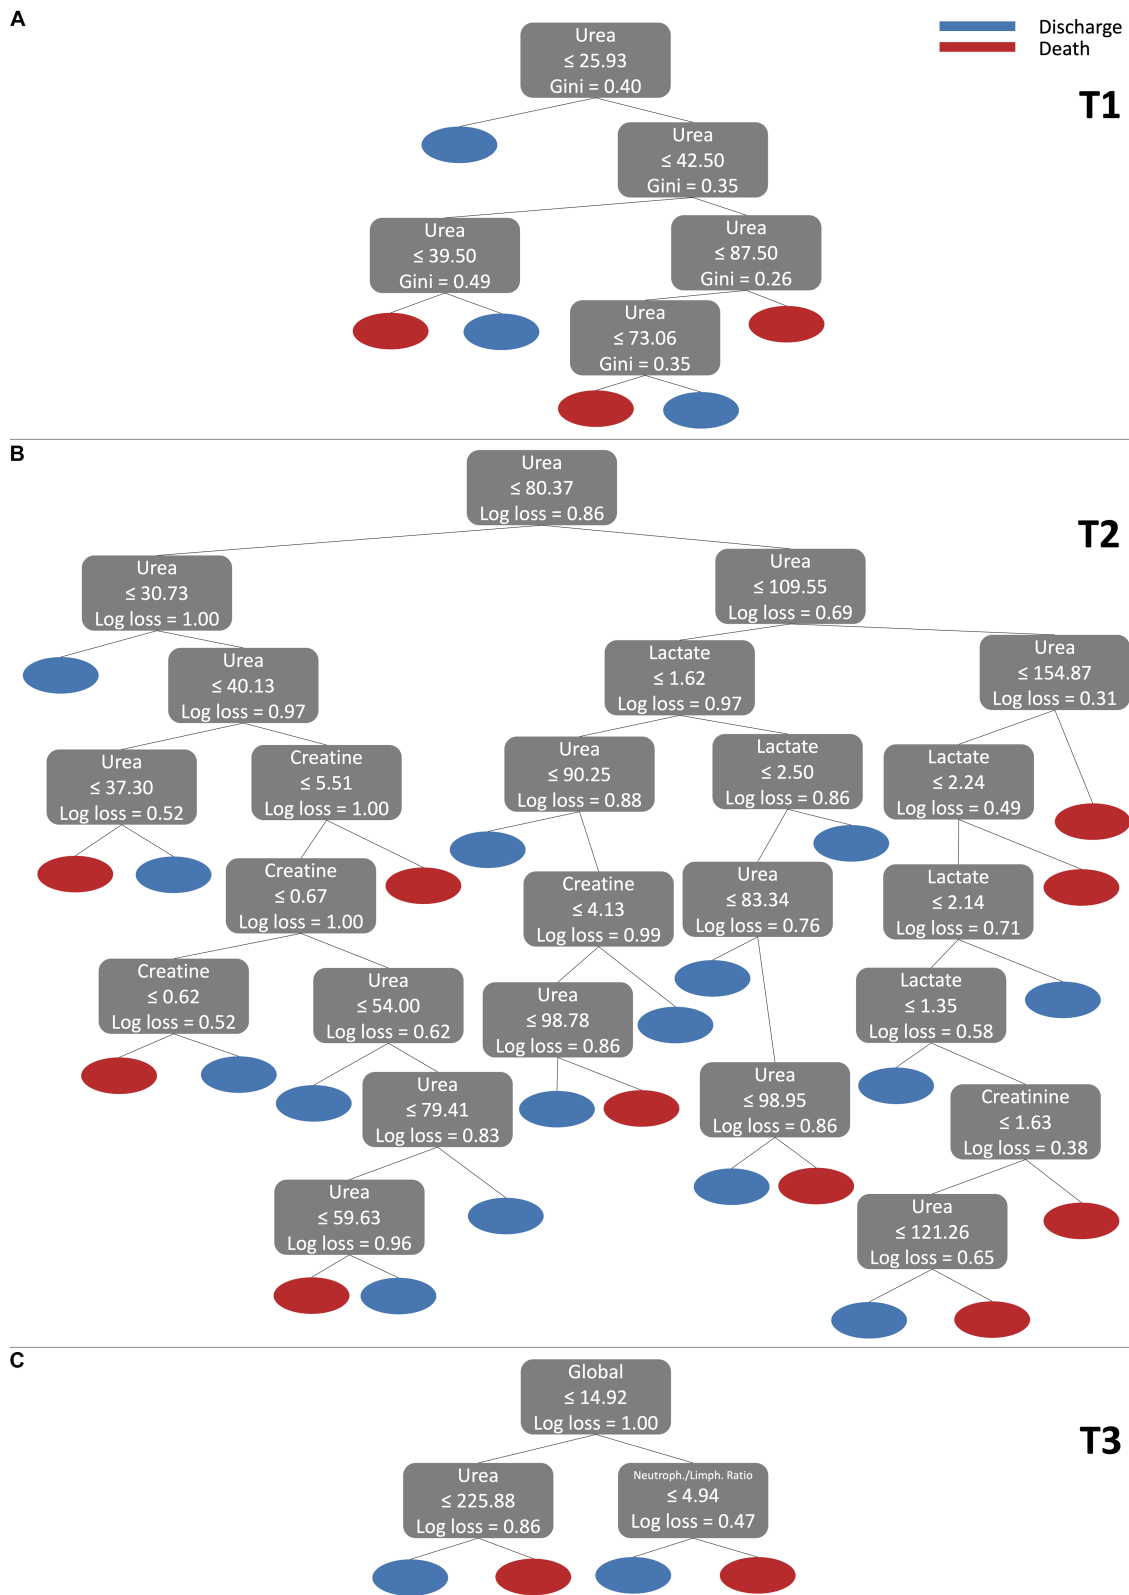 A
Discharge
Death
T1
Urea
≤ 25.93
Gini = 0.40
Urea
≤ 42.50
Gini = 0.35
Urea
≤ 39.50
Gini = 0.49
Urea
≤ 87.50
Gini = 0.26
Urea
≤ 73.06
Gini = 0.35
B
T2
Urea
≤ 80.37
Log loss = 0.86
Urea
≤ 30.73
Log loss = 1.00
Urea
≤ 109.55
Log loss = 0.69
Urea
≤ 40.13
Log loss = 0.97
Lactate
≤ 1.62
Log loss = 0.97
Urea
≤ 154.87
Log loss = 0.31
Urea
≤ 37.30
Log loss = 0.52
Creatine
≤ 5.51
Log loss = 1.00
Urea
≤ 90.25
Log loss = 0.88
Lactate
≤ 2.50
Log loss = 0.86
Lactate
≤ 2.24
Log loss = 0.49
Creatine
≤ 0.67
Log loss = 1.00
Creatine
≤ 4.13
Log loss = 0.99
Urea
≤ 83.34
Log loss = 0.76
Lactate
≤ 2.14
Log loss = 0.71
Creatine
≤ 0.62
Log loss = 0.52
Urea
≤ 54.00
Log loss = 0.62
Urea
≤ 98.78
Log loss = 0.86
Lactate
≤ 1.35
Log loss = 0.58
Urea
≤ 79.41
Log loss = 0.83
Urea
≤ 98.95
Log loss = 0.86
Creatinine
≤ 1.63
Log loss = 0.38
Urea
≤ 59.63
Log loss = 0.96
Urea
≤ 121.26
Log loss = 0.65
C
T3
Global
≤ 14.92
Log loss = 1.00
Urea
≤ 225.88
Log loss = 0.86
Neutroph./Limph. Ratio
≤ 4.94
Log loss = 0.47